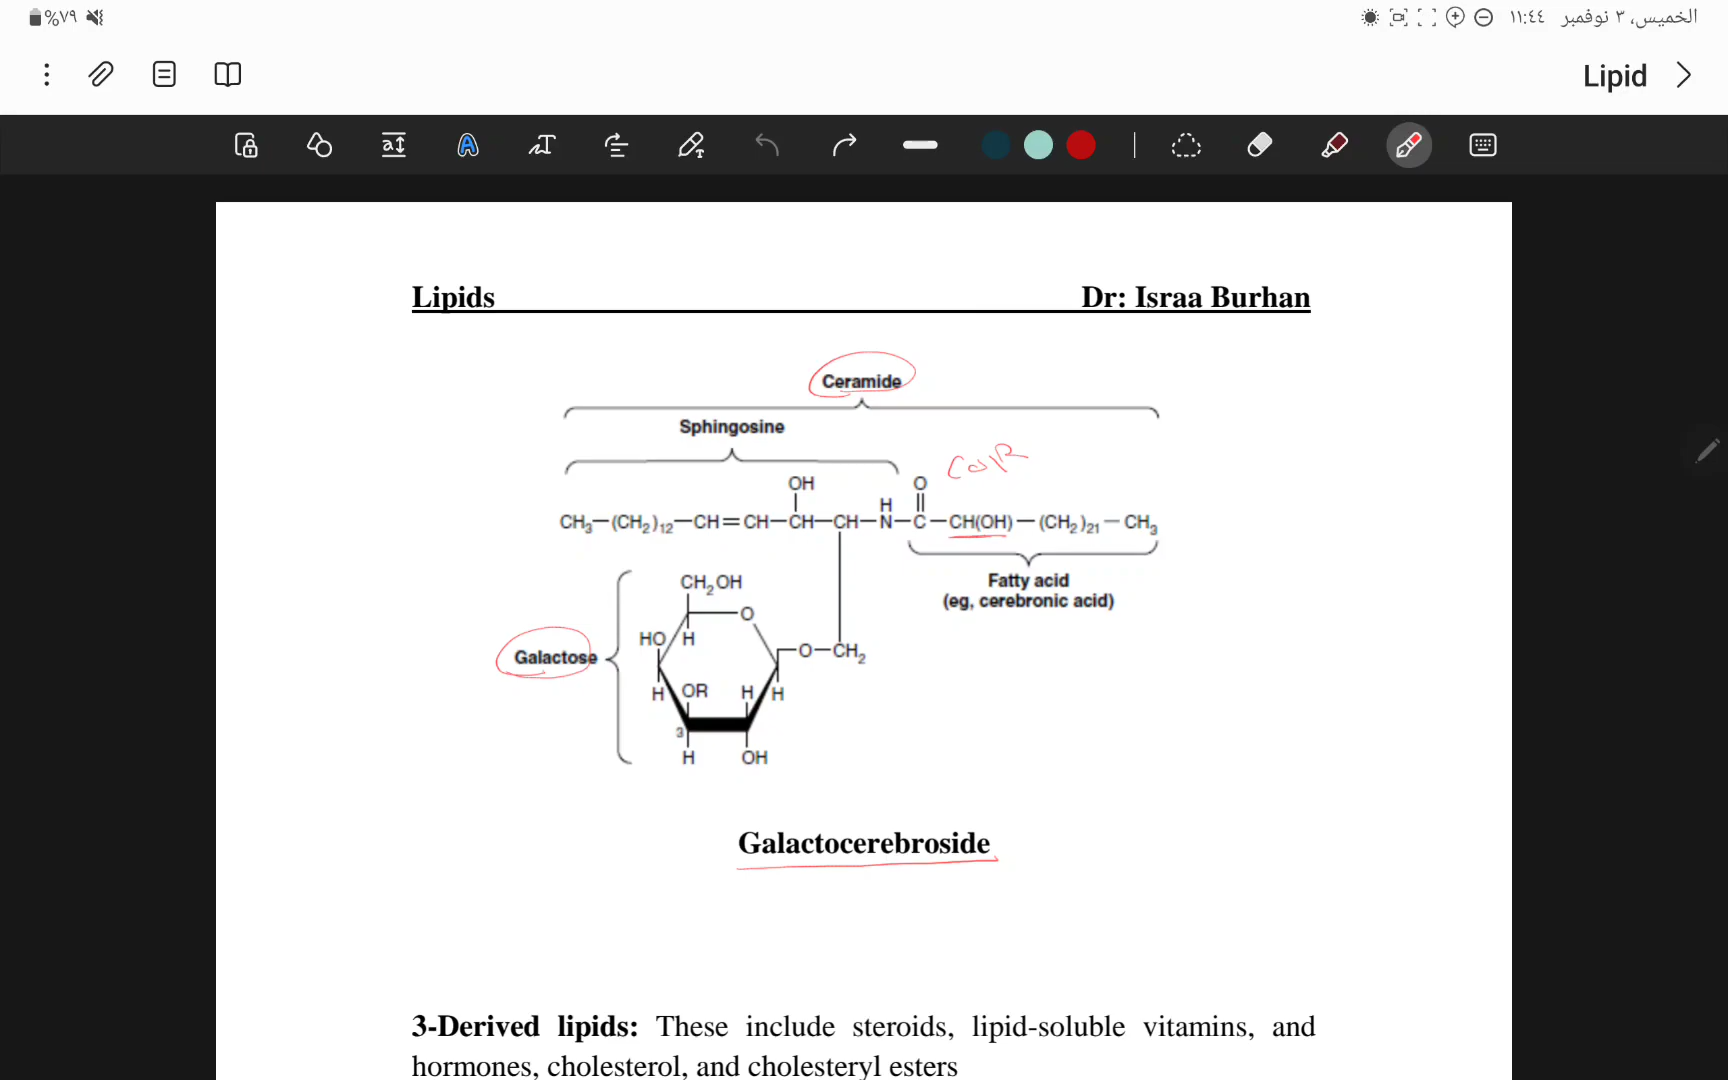 %٧٩
١١:٤٤ الخميس، ٣ نوفمبر
Lipid
Lipids Dr: Israa Burhan
Ceramide
Sphingosine
OH
H
O
CH3—(CH2)12—CH=CH—CH—CH—N—C—CH(OH)—(CH2)21—CH3
Fatty acid
(eg, cerebronic acid)
CH2OH
O
HO H
Galactose
O—CH2
H OR H H
3
H OH
Galactocerebroside
3-Derived lipids: These include steroids, lipid-soluble vitamins, and
hormones, cholesterol, and cholesteryl esters